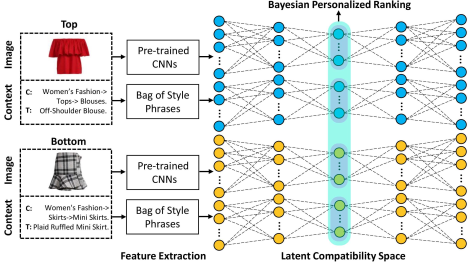 Bayesian Personalized Ranking
Top
Image
Pre-trained
CNNs
Context
C: Women's Fashion->
Tops-> Blouses.
T: Off-Shoulder Blouse.
Bag of Style
Phrases
Bottom
Image
Pre-trained
CNNs
Context
C: Women's Fashion->
Skirts->Mini Skirts.
T: Plaid Ruffled Mini Skirt.
Bag of Style
Phrases
Feature Extraction
Latent Compatibility Space